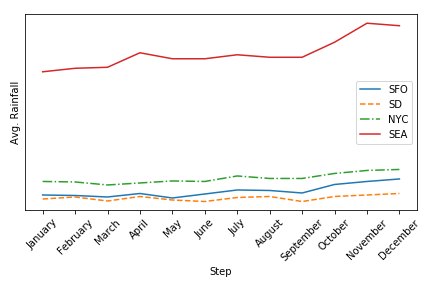 Avg. Rainfall
SFO
SD
NYC
SEA
January
February
March
April
May
June
July
August
September
October
November
December
Step